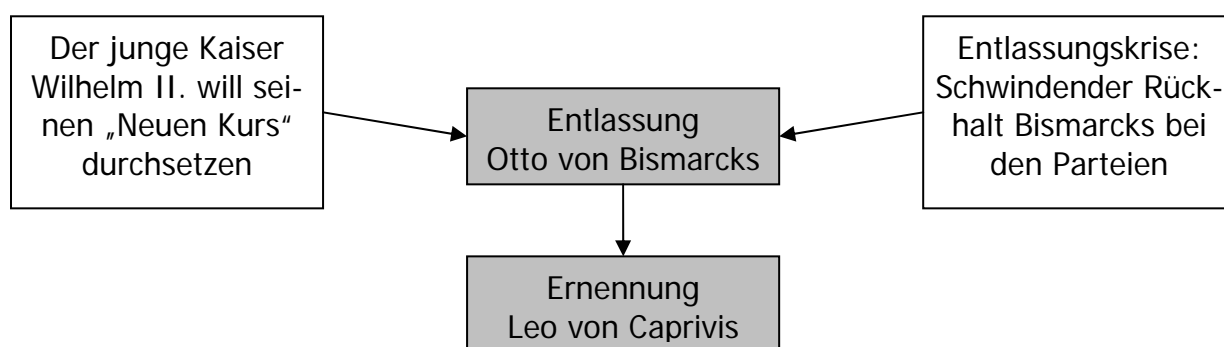 Der junge Kaiser
Wilhelm II. will sei-
nen „Neuen Kurs“
durchsetzen
Entlassung
Otto von Bismarcks
Entlassungskrise:
Schwindender Rück-
halt Bismarcks bei
den Parteien
Ernennung
Leo von Caprivis